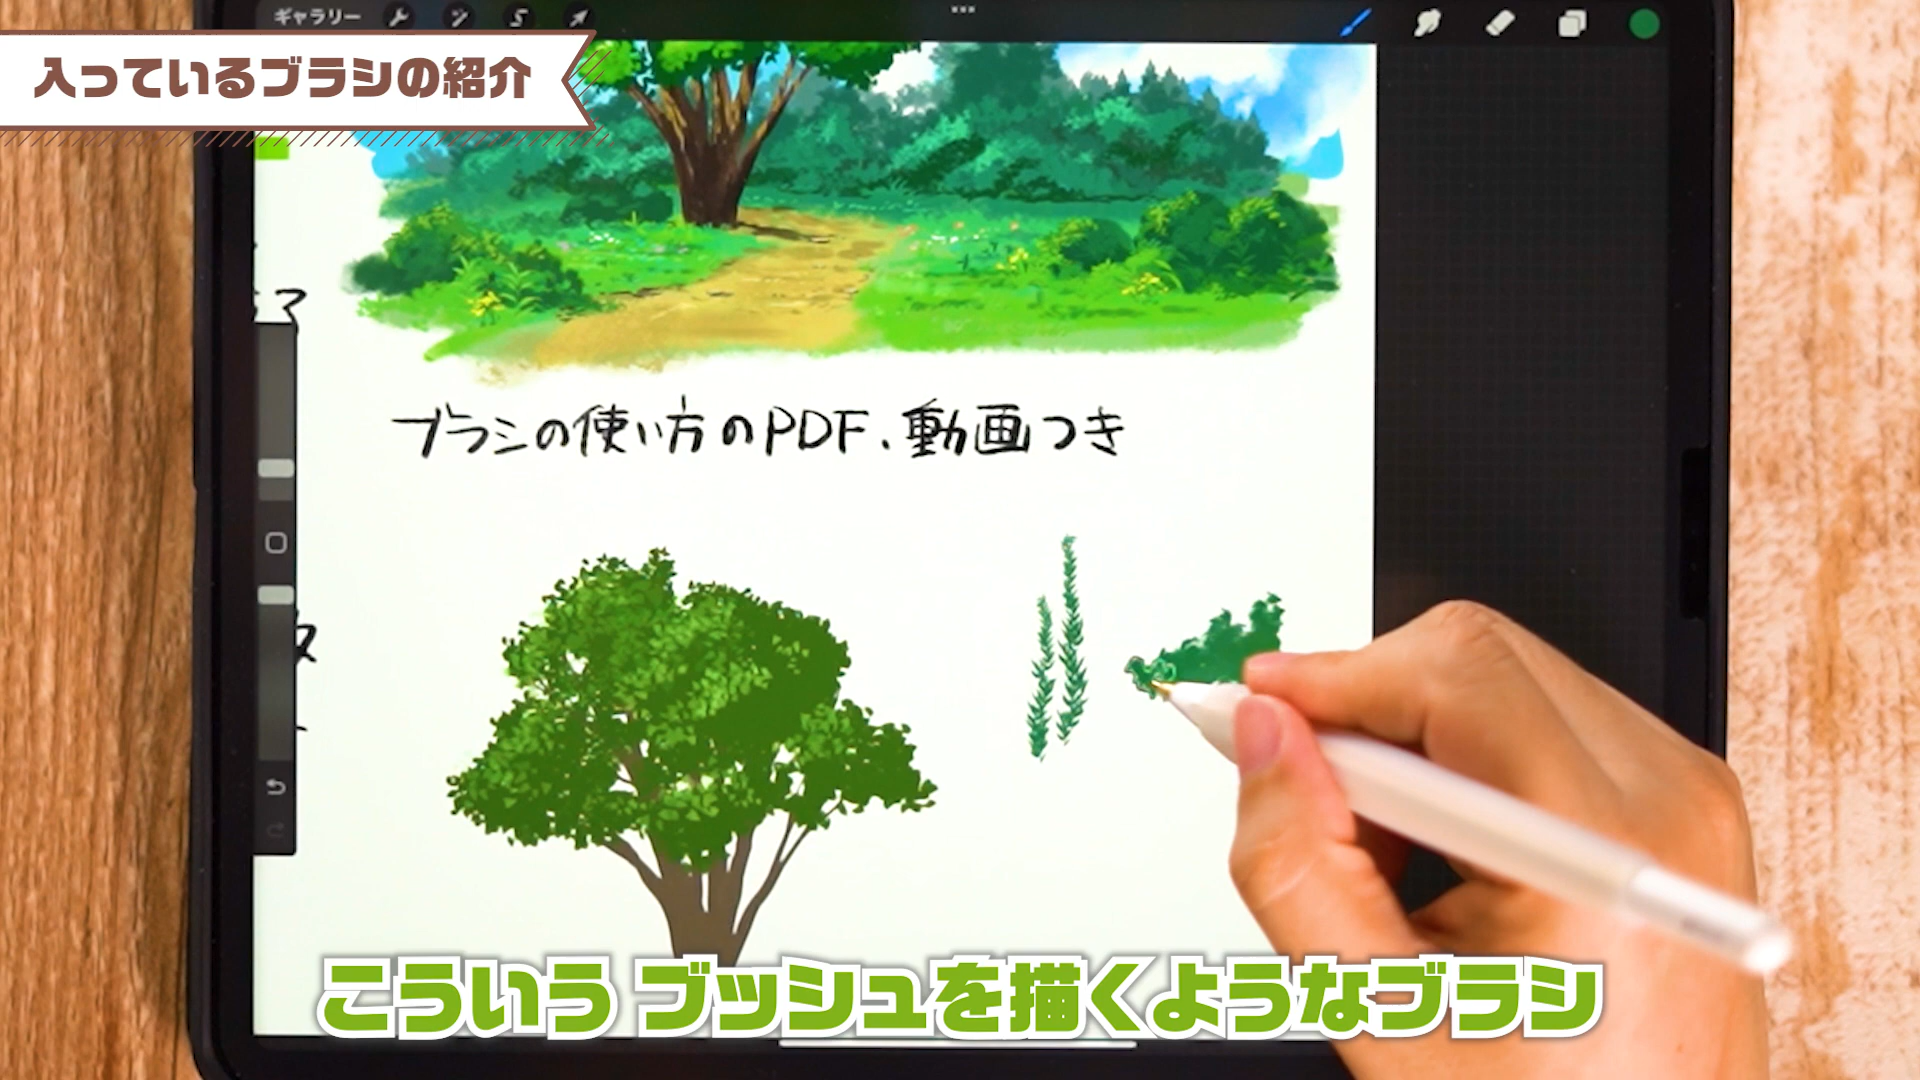 ギャラリー
入っているブラシの紹介
ブラシの使い方のPDF、動画つき
こういう ブッシュを描くようなブラシ